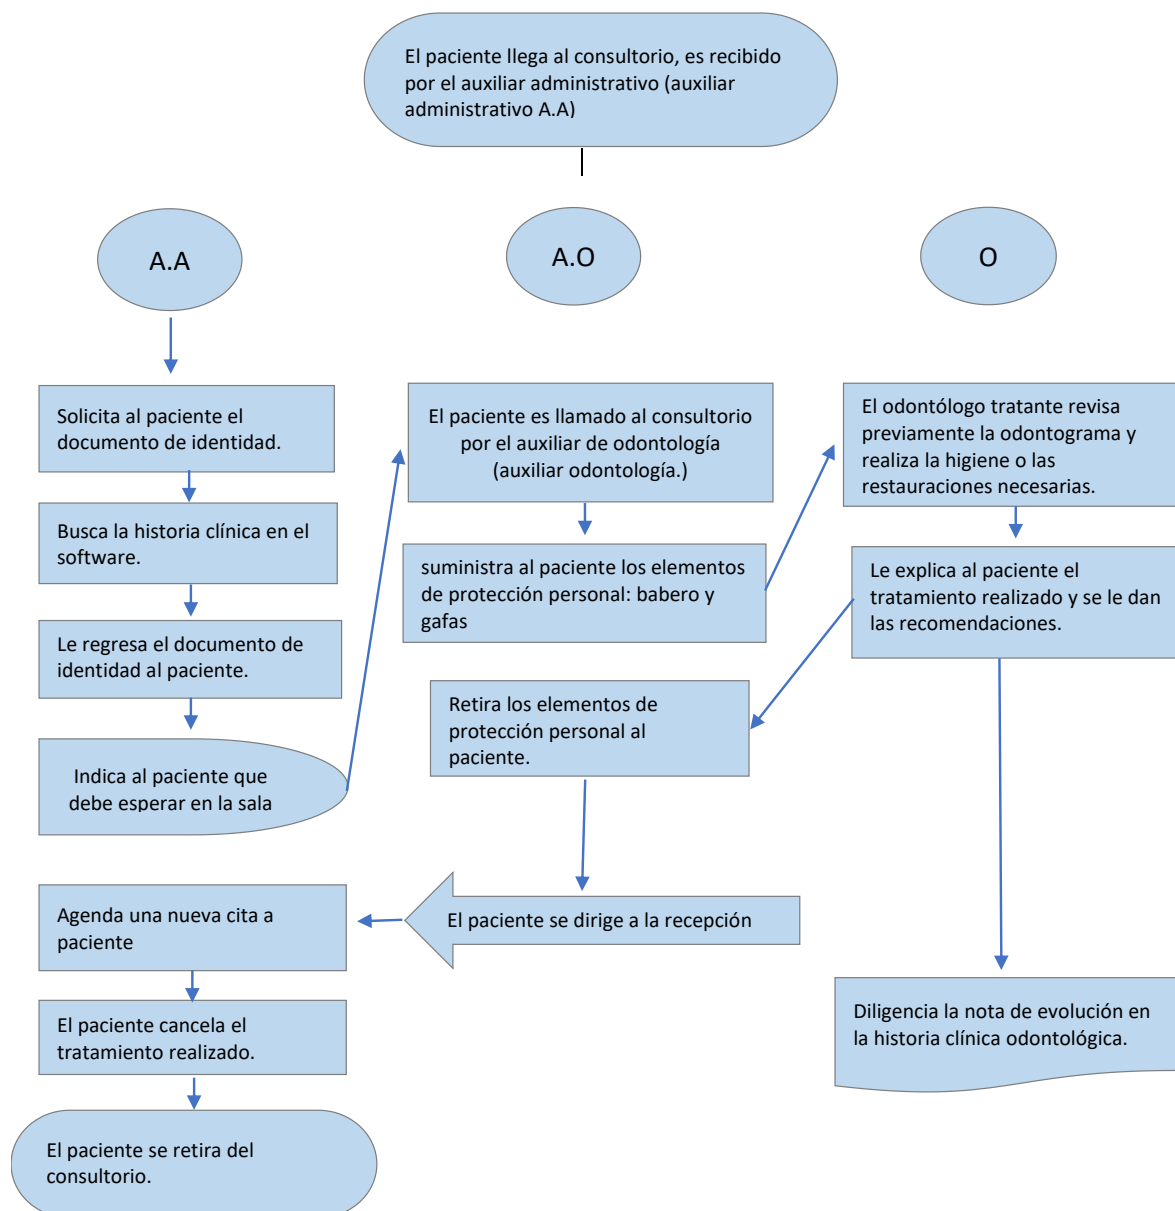 El paciente llega al consultorio, es recibido
por el auxiliar administrativo (auxiliar
administrativo A.A)
A.A
A.O
O
Solicita al paciente el
documento de identidad.
Busca la historia clínica en el
software.
Le regresa el documento de
identidad al paciente.
Indica al paciente que
debe esperar en la sala
El paciente es llamado al consultorio
por el auxiliar de odontología
(auxiliar odontología.)
suministra al paciente los elementos
de protección personal: babero y
gafas
El odontólogo tratante revisa
previamente la odontograma y
realiza la higiene o las
restauraciones necesarias.
Le explica al paciente el
tratamiento realizado y se le dan
las recomendaciones.
Retira los elementos de
protección personal al
paciente.
El paciente se dirige a la recepción
Agenda una nueva cita a
paciente
El paciente cancela el
tratamiento realizado.
El paciente se retira del
consultorio.
Diligencia la nota de evolución en
la historia clínica odontológica.